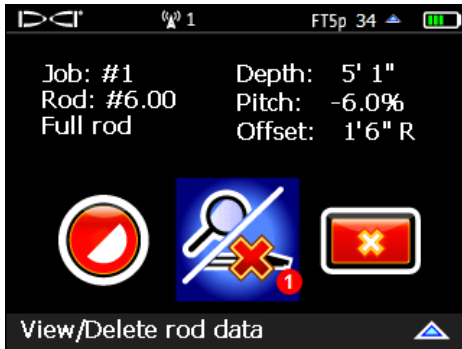 DCI 1 FT5p 34
Job: #1 Depth: 5' 1"
Rod: #6.00 Pitch: -6.0%
Full rod Offset: 1'6" R
1
View/Delete rod data